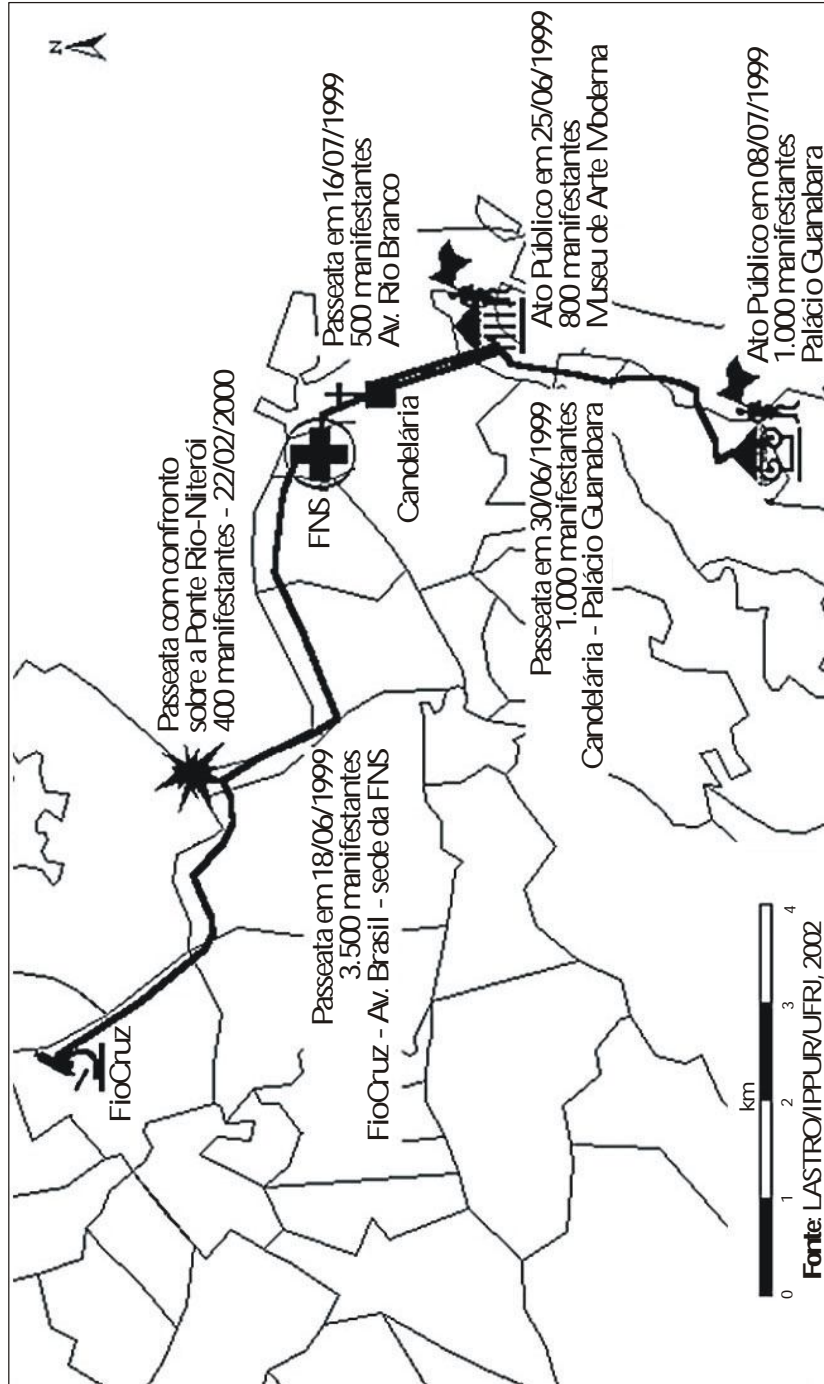 N
Passeata com confronto
sobre a Ponte Rio-Niterói
400 manifestantes - 22/02/2000
Passeata em 16/07/1999
500 manifestantes
Av. Rio Branco
FioCruz
FNS
Candelária
Passeata em 18/06/1999
3.500 manifestantes
FioCruz - Av. Brasil - sede da FNS
Ato Público em 25/06/1999
800 manifestantes
Museu de Arte Moderna
Passeata em 30/06/1999
1.000 manifestantes
Candelária - Palácio Guanabara
Ato Público em 08/07/1999
1.000 manifestantes
Palácio Guanabara
km
0 1 2 3 4
Fonte: LASTRO/IPPUR/UFRJ, 2002